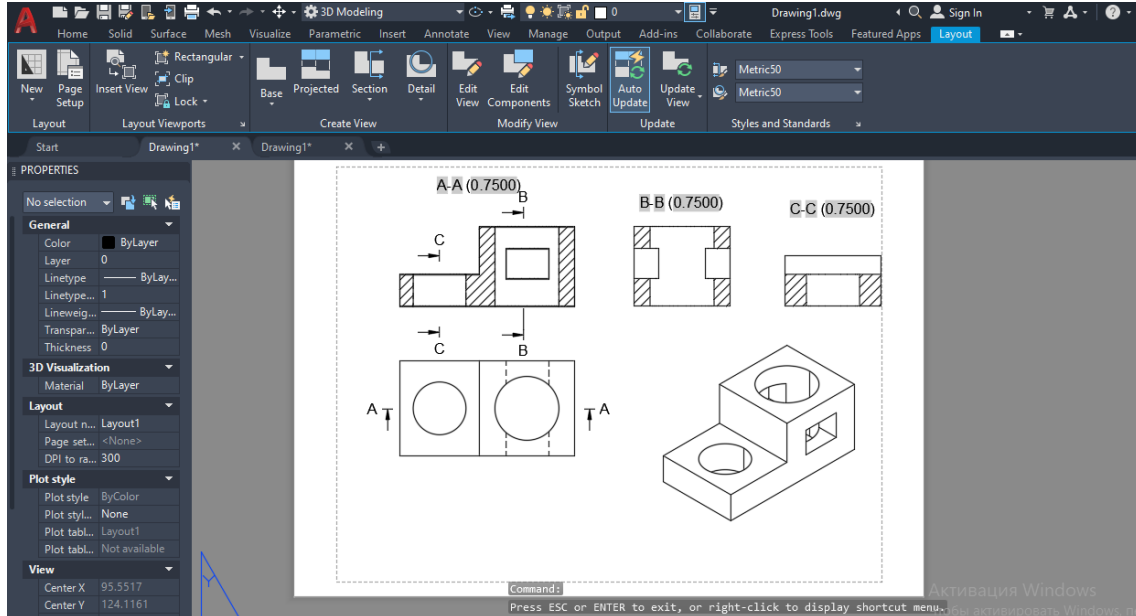 3D Modeling
0
Drawing1.dwg
Sign In
Home Solid Surface Mesh Visualize Parametric Insert Annotate View Manage Output Add-ins Collaborate Express Tools Featured Apps Layout
New
Page Setup
Insert View
Rectangular
Clip
Lock
Base
Projected
Section
Detail
Edit View
Edit Components
Symbol Sketch
Auto Update
Update View
Metric50
Metric50
Layout Layout Viewports Create View Modify View Update Styles and Standards
Start Drawing1* Drawing1*
PROPERTIES
No selection
General
Color ByLayer
Layer 0
Linetype ByLay...
Linetype... 1
Lineweig... ByLay...
Transpar... ByLayer
Thickness 0
3D Visualization
Material ByLayer
Layout
Layout n... Layout1
Page set... <None>
DPI to ra... 300
Plot style
Plot style ByColor
Plot styl... None
Plot tabl... Layout1
Plot tabl... Not available
View
Center X 95.5517
Center Y 124.1161
A-A (0.7500)
B
C
C
B
A A
B-B (0.7500)
C-C (0.7500)
Y
Command:
Press ESC or ENTER to exit, or right-click to display shortcut menu.
Активация Windows
активировать Windows,